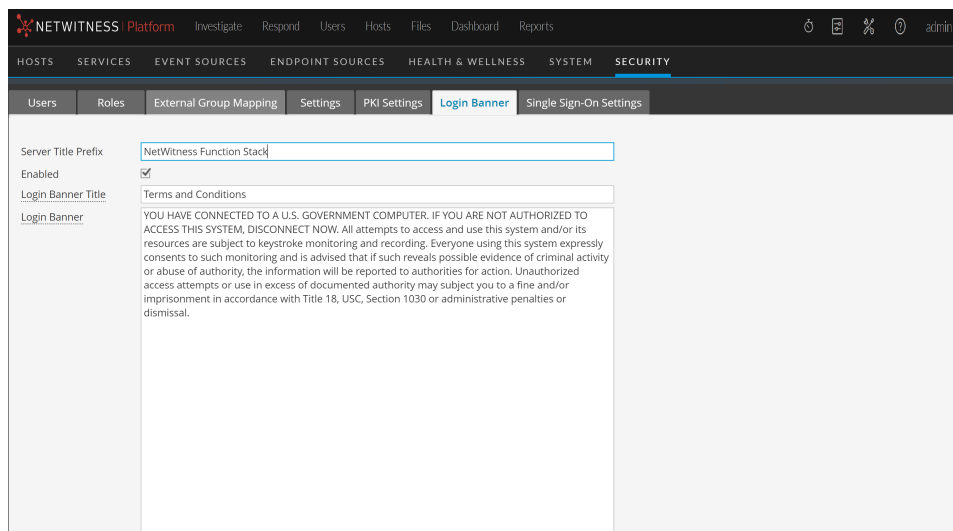 NETWITNESS Platform Investigate Respond Users Hosts Files Dashboard Reports ? admin
HOSTS SERVICES EVENT SOURCES ENDPOINT SOURCES HEALTH & WELLNESS SYSTEM SECURITY
Users Roles External Group Mapping Settings PKI Settings Login Banner Single Sign-On Settings
Server Title Prefix NetWitness Function Stack
Enabled
Login Banner Title Terms and Conditions
Login Banner YOU HAVE CONNECTED TO A U.S. GOVERNMENT COMPUTER. IF YOU ARE NOT AUTHORIZED TO
ACCESS THIS SYSTEM, DISCONNECT NOW. All attempts to access and use this system and/or its
resources are subject to keystroke monitoring and recording. Everyone using this system expressly
consents to such monitoring and is advised that if such reveals possible evidence of criminal activity
or abuse of authority, the information will be reported to authorities for action. Unauthorized
access attempts or use in excess of documented authority may subject you to a fine and/or
imprisonment in accordance with Title 18, USC, Section 1030 or administrative penalties or
dismissal.